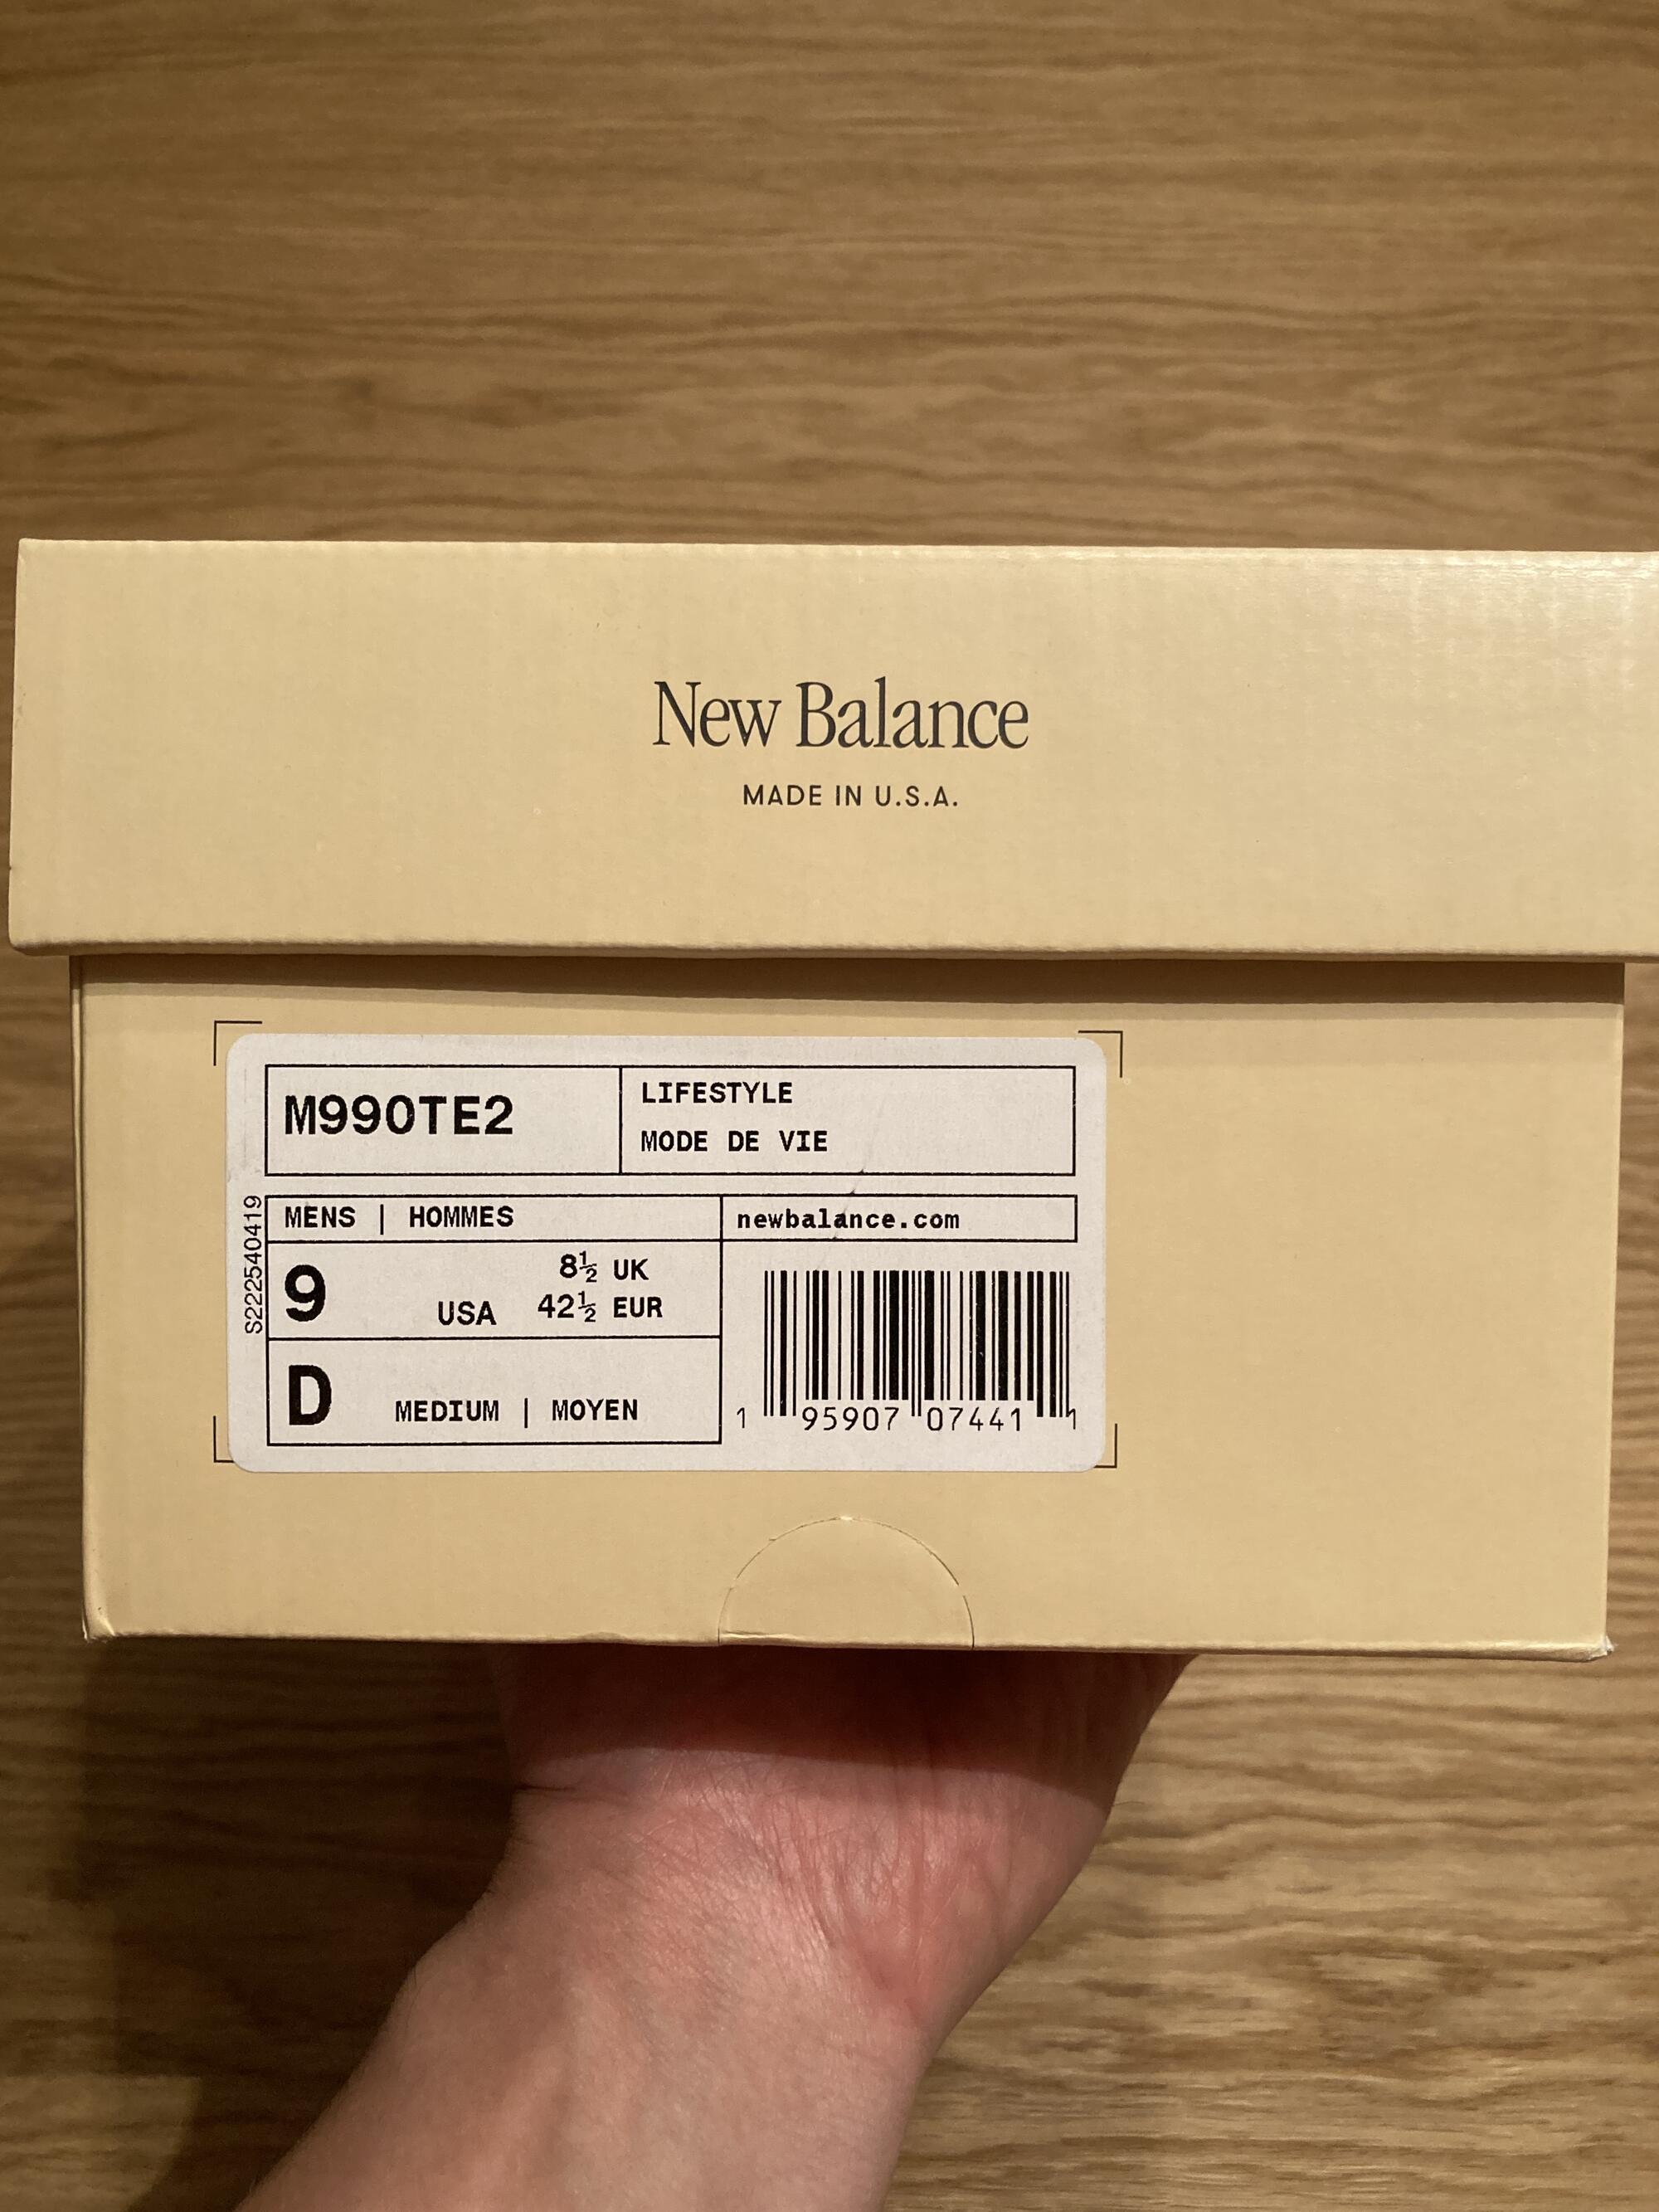 New Balance
MADE IN U.S.A.
M990TE2
LIFESTYLE
MODE DE VIE
S222540419
MENS | HOMMES
newbalance.com
9 USA
8½ UK
42½ EUR
D MEDIUM | MOYEN
1 95907 07441 1